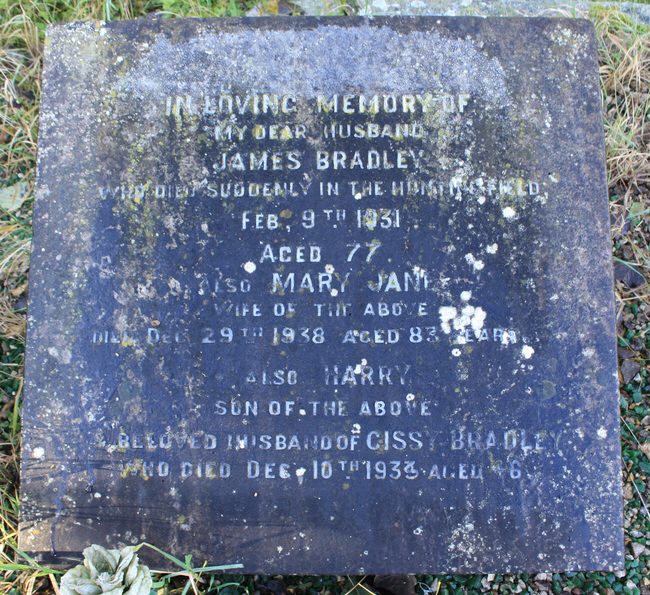 IN LOVING MEMORY OF
MY DEAR HUSBAND
JAMES BRADLEY
WHO DIED SUDDENLY IN THE HUNTING FIELD,
FEB, 9TH 1931
AGED 77.
ALSO MARY JANE
WIFE OF THE ABOVE
DIED DEC 29TH 1938 AGED 83 YEARS
ALSO HARRY
SON OF THE ABOVE
& BELOVED HUSBAND OF CISSY BRADLEY
WHO DIED DEC. 10TH AGED